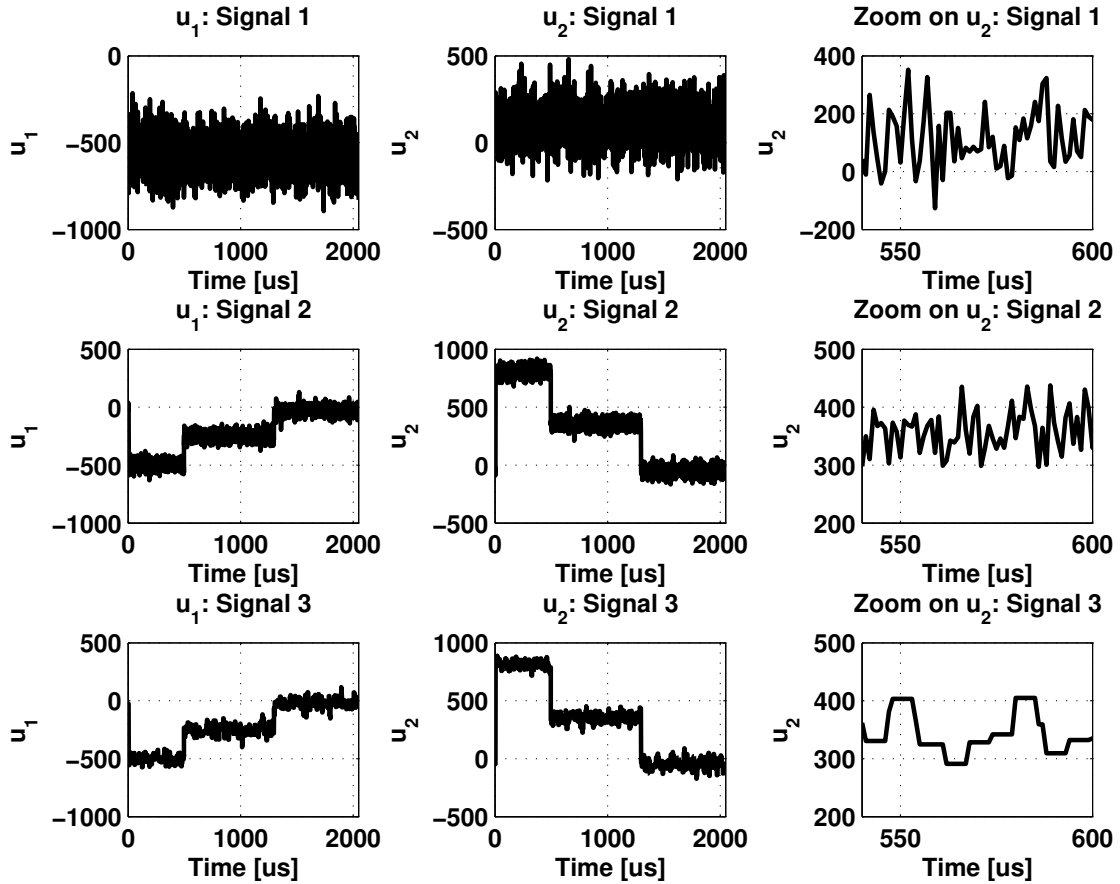 u1: Signal 1
u2: Signal 1
Zoom on u2: Signal 1
0
−500
−1000
u1
0 1000 2000
Time [us]
500
0
−500
u2
0 1000 2000
Time [us]
400
200
0
−200
u2
550 600
Time [us]
u1: Signal 2
u2: Signal 2
Zoom on u2: Signal 2
500
0
−500
−1000
u1
0 1000 2000
Time [us]
1000
500
0
−500
u2
0 1000 2000
Time [us]
500
400
300
200
u2
550 600
Time [us]
u1: Signal 3
u2: Signal 3
Zoom on u2: Signal 3
500
0
−500
−1000
u1
0 1000 2000
Time [us]
1000
500
0
−500
u2
0 1000 2000
Time [us]
500
400
300
200
u2
550 600
Time [us]